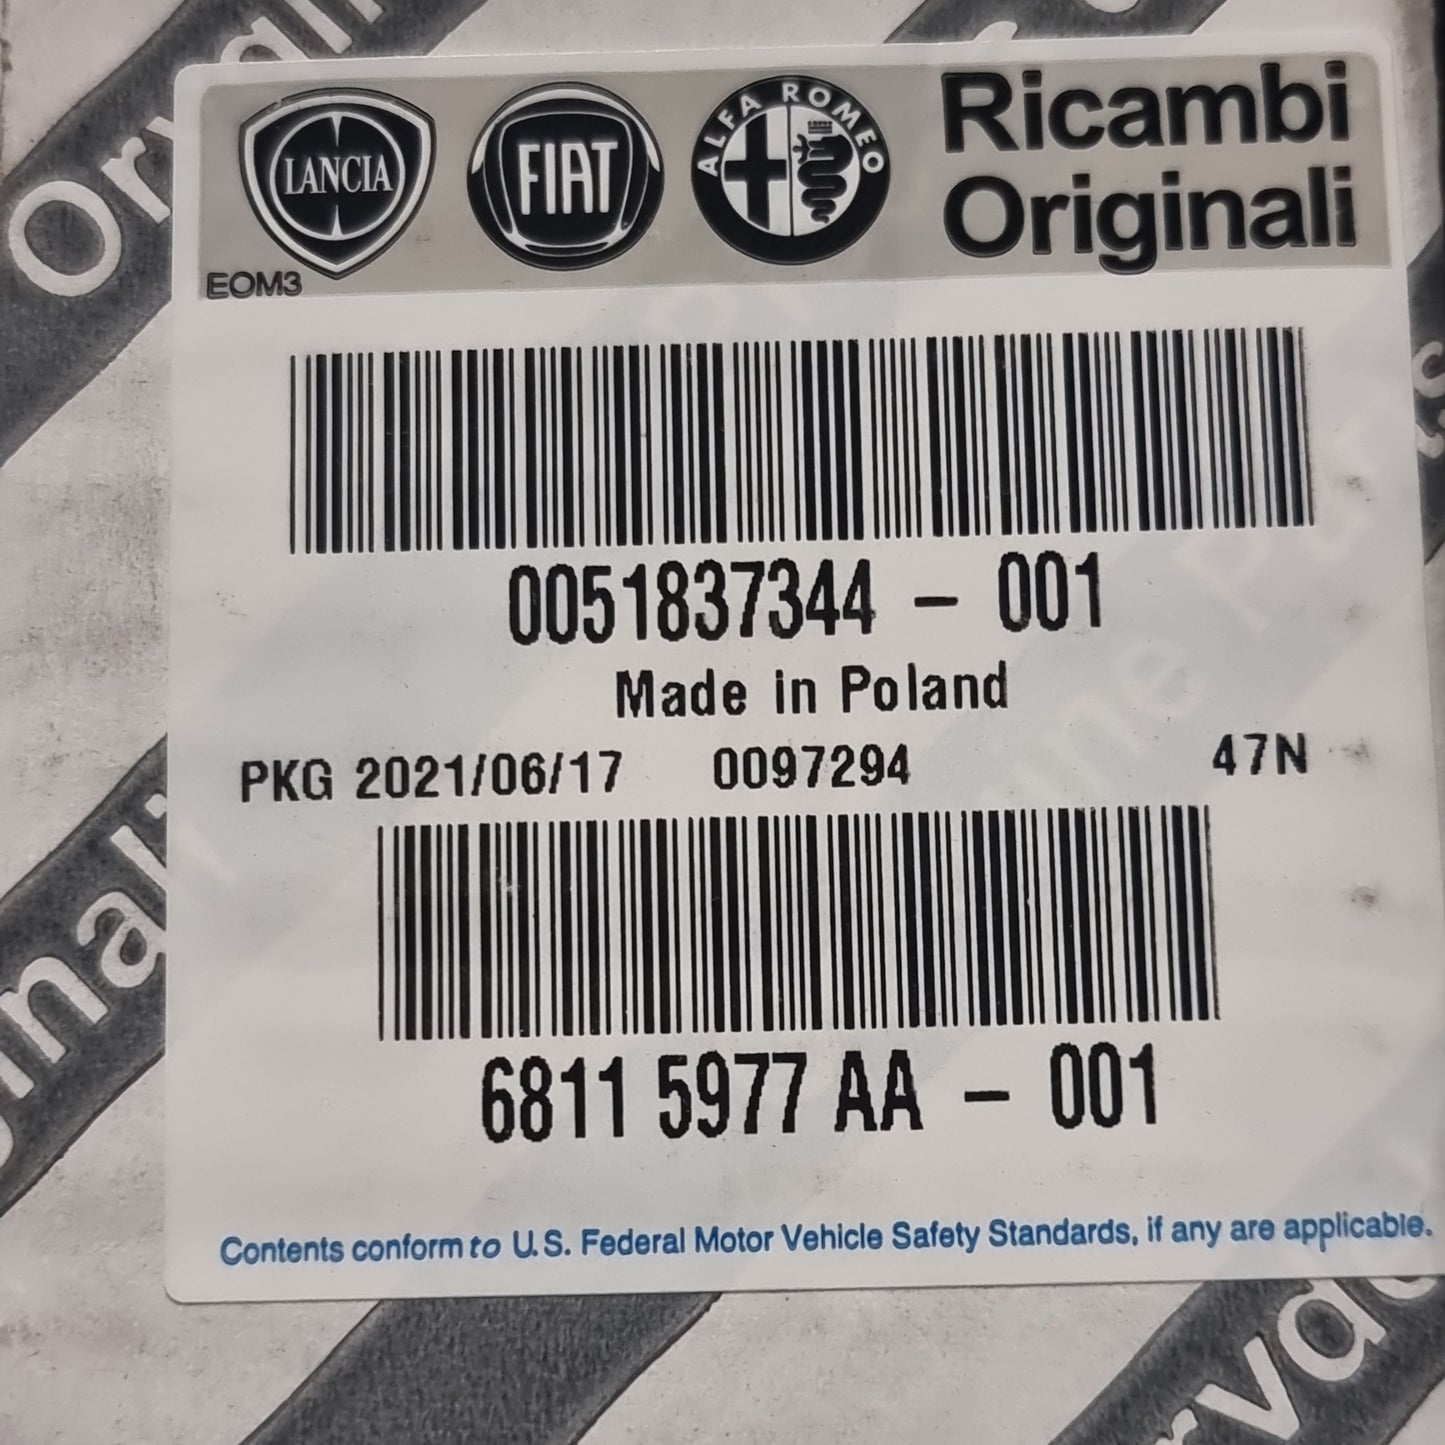 LANCIA
FIAT
ALFA ROMEO
Ricambi
Originali
EOM3
0051837344 - 001
Made in Poland
PKG 2021/06/17 0097294 47N
6811 5977 AA - 001
Contents conform to U.S. Federal Motor Vehicle Safety Standards, if any are applicable.